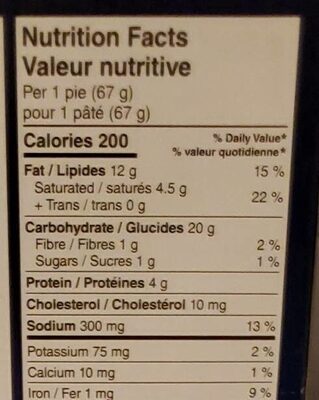 Nutrition Facts
Valeur nutritive
Per 1 pie (67 g)
pour 1 pâté (67 g)
Calories 200 % Daily Value*
% valeur quotidienne*
Fat / Lipides 12 g 15 %
Saturated / saturés 4.5 g
+ Trans / trans 0 g 22 %
Carbohydrate / Glucides 20 g
Fibre / Fibres 1 g 2 %
Sugars / Sucres 1 g 1 %
Protein / Protéines 4 g
Cholesterol / Cholestérol 10 mg
Sodium 300 mg 13 %
Potassium 75 mg 2 %
Calcium 10 mg 1 %
Iron / Fer 1 mg 9 %